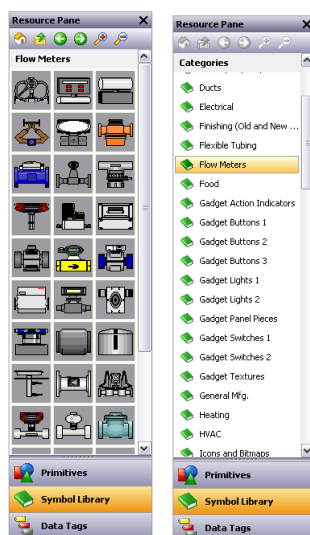 Resource Pane
Flow Meters
Primitives
Symbol Library
Data Tags
Resource Pane
Categories
Ducts
Electrical
Finishing (Old and New ...
Flexible Tubing
Flow Meters
Food
Gadget Action Indicators
Gadget Buttons 1
Gadget Buttons 2
Gadget Buttons 3
Gadget Lights 1
Gadget Lights 2
Gadget Panel Pieces
Gadget Switches 1
Gadget Switches 2
Gadget Textures
General Mfg.
Heating
HVAC
Icons and Bitmaps
Primitives
Symbol Library
Data Tags